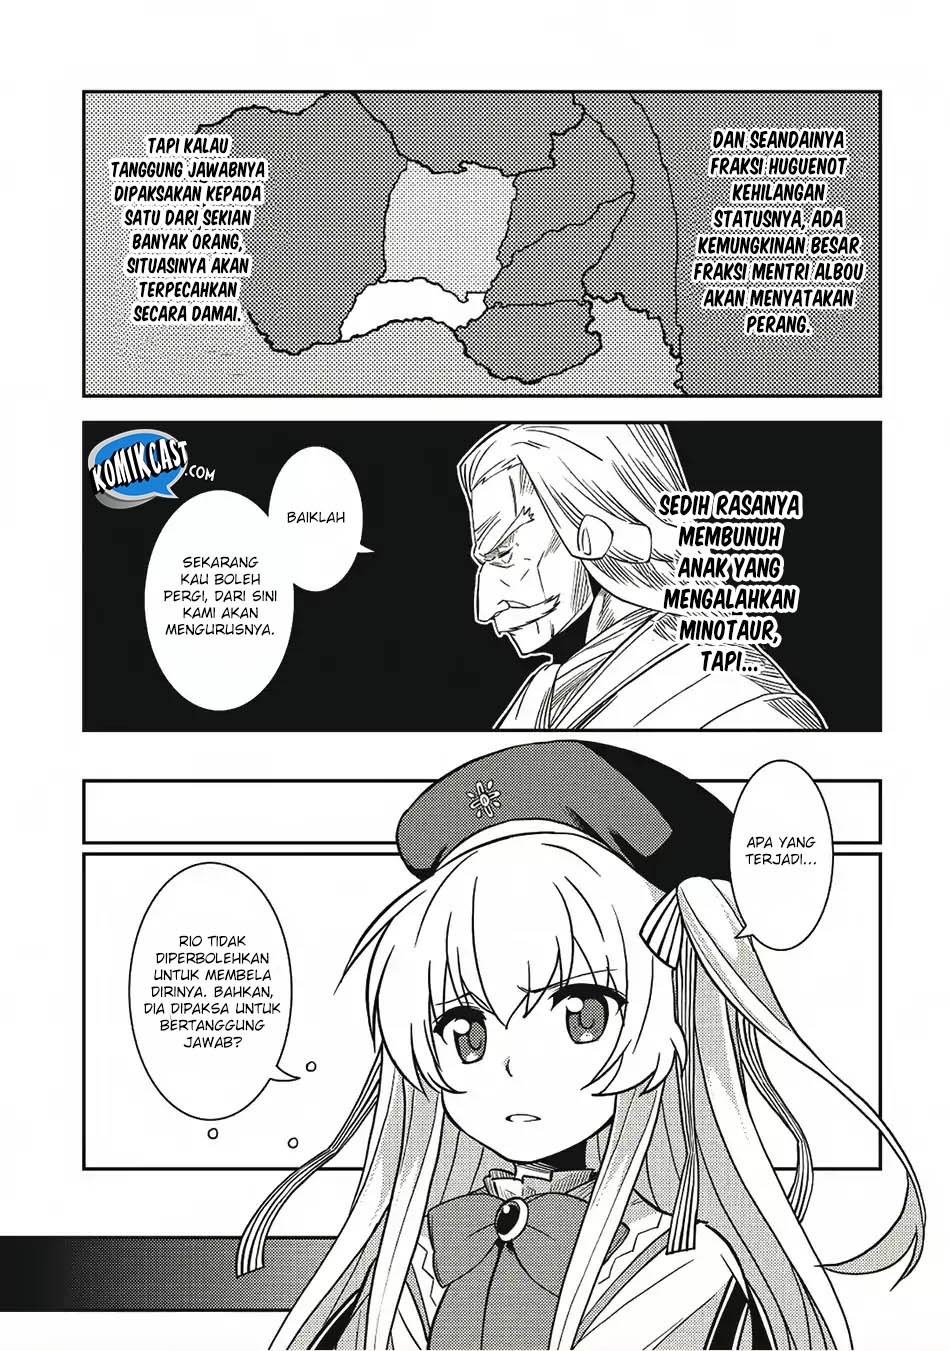 DAN SEANDAINYA
FRAKSI HUGUENOT
KEHILANGAN
STATUSNYA, ADA
KEMUNGKINAN BESAR
FRAKSI MENTRI ALBOU
AKAN MENYATAKAN
PERANG.
TAPI KALAU
TANGGUNG JAWABNYA
DIPAKSAKAN KEPADA
SATU DARI SEKIAN
BANYAK ORANG,
SITUASINYA AKAN
TERPECAHKAN
SECARA DAMAI.
KOMIKCAST
.COM
SEDIH RASANYA
MEMBUNUH
ANAK YANG
MENGALAHKAN
MINOTAUR,
TAPI...
BAIKLAH
SEKARANG
KAU BOLEH
PERGI, DARI SINI
KAMI AKAN
MENGURUSNYA.
APA YANG
TERJADI...
RIO TIDAK
DIPERBOLEHKAN
UNTUK MEMBELA
DIRINYA. BAHKAN,
DIA DIPAKSA UNTUK
BERTANGGUNG
JAWAB?